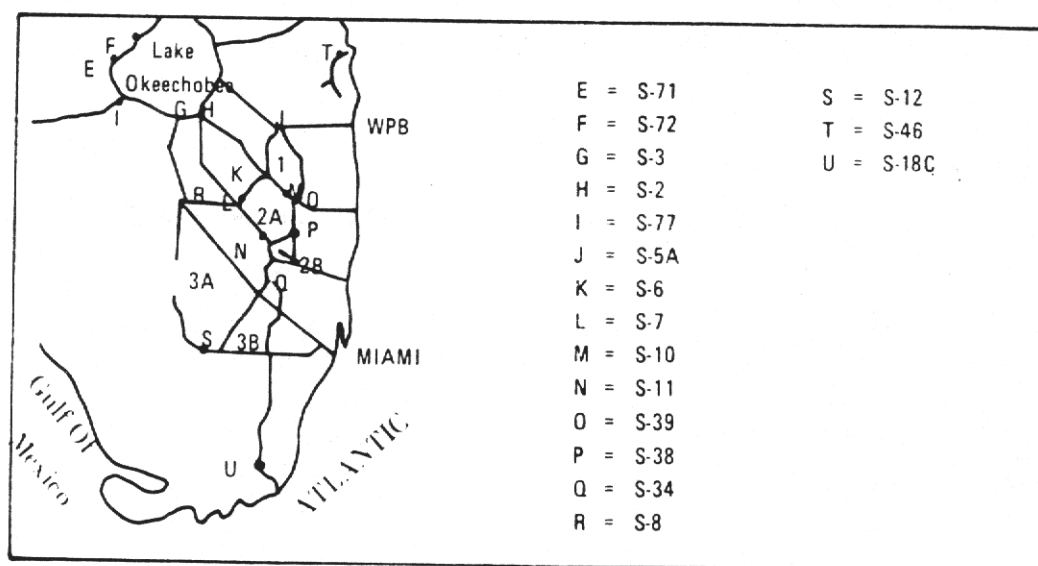 F
Lake
T
E
Okeechobee
G H
I
J
WPB
1
K
M
R
L
O
2A
P
N
2B
3A
Q
S
3B
MIAMI
Gulf Of
Mexico
U
ATLANTIC
E = S-71
F = S-72
G = S-3
H = S-2
I = S-77
J = S-5A
K = S-6
L = S-7
M = S-10
N = S-11
O = S-39
P = S-38
Q = S-34
R = S-8
S = S-12
T = S-46
U = S-18C